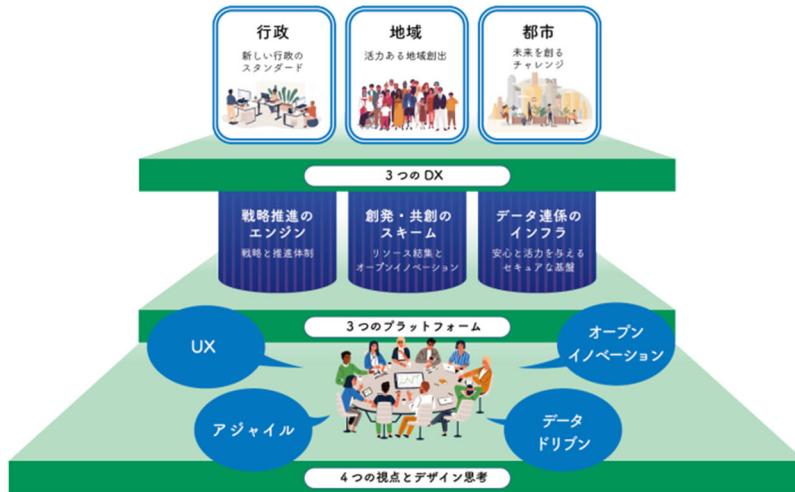 行政
新しい行政の
スタンダード
地域
活力ある地域創出
都市
未来を創る
チャレンジ
3つのDX
戦略推進の
エンジン
戦略と推進体制
創発・共創の
スキーム
リソース結集と
オープンイノベーション
データ連係の
インフラ
安心と活力を与える
セキュアな基盤
3つのプラットフォーム
UX
オープン
イノベーション
アジャイル
データ
ドリブン
4つの視点とデザイン思考